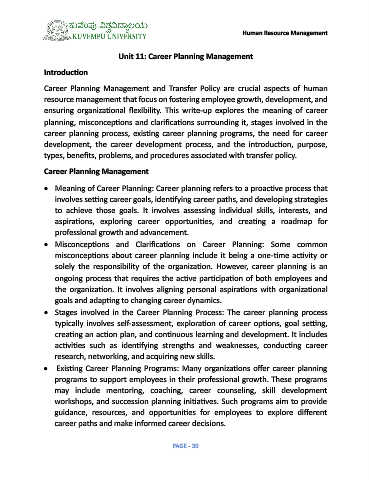 ಕುವೆಂಪು ವಿಶ್ವವಿದ್ಯಾಲಯ
KUVEMPU UNIVERSITY
Human Resource Management
Unit 11: Career Planning Management
Introduction
Career Planning Management and Transfer Policy are crucial aspects of human
resource management that focus on fostering employee growth, development, and
ensuring organizational flexibility. This write-up explores the meaning of career
planning, misconceptions and clarifications surrounding it, stages involved in the
career planning process, existing career planning programs, the need for career
development, the career development process, and the introduction, purpose,
types, benefits, problems, and procedures associated with transfer policy.
Career Planning Management
• Meaning of Career Planning: Career planning refers to a proactive process that
involves setting career goals, identifying career paths, and developing strategies
to achieve those goals. It involves assessing individual skills, interests, and
aspirations, exploring career opportunities, and creating a roadmap for
professional growth and advancement.
• Misconceptions and Clarifications on Career Planning: Some common
misconceptions about career planning include it being a one-time activity or
solely the responsibility of the organization. However, career planning is an
ongoing process that requires the active participation of both employees and
the organization. It involves aligning personal aspirations with organizational
goals and adapting to changing career dynamics.
• Stages involved in the Career Planning Process: The career planning process
typically involves self-assessment, exploration of career options, goal setting,
creating an action plan, and continuous learning and development. It includes
activities such as identifying strengths and weaknesses, conducting career
research, networking, and acquiring new skills.
• Existing Career Planning Programs: Many organizations offer career planning
programs to support employees in their professional growth. These programs
may include mentoring, coaching, career counseling, skill development
workshops, and succession planning initiatives. Such programs aim to provide
guidance, resources, and opportunities for employees to explore different
career paths and make informed career decisions.